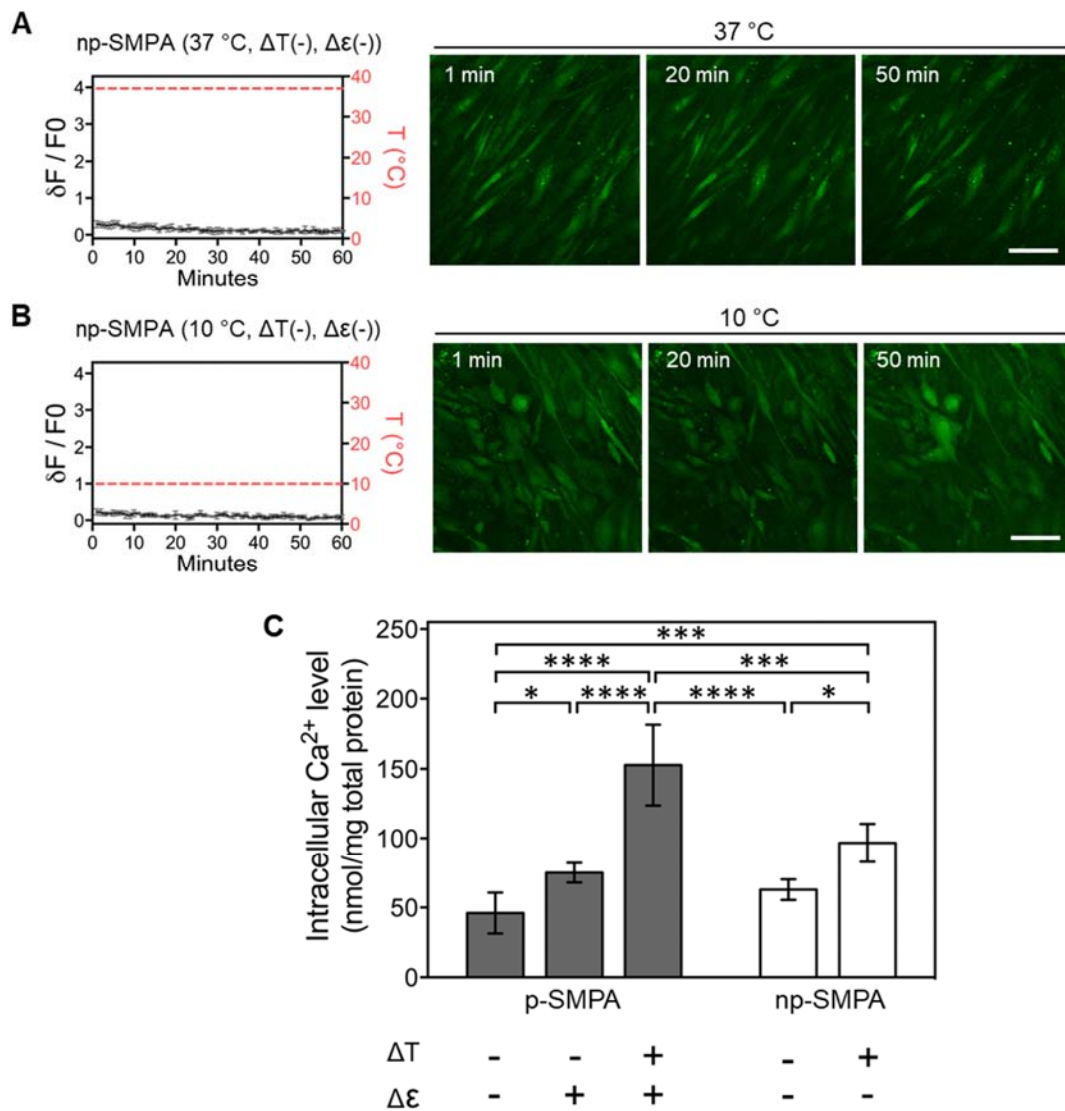 A
np-SMPA (37 °C, ΔT(-), Δε(-))
37 °C
4
3
2
1
0
δF / F0
40
30
20
10
0
T (°C)
0 10 20 30 40 50 60
Minutes
1 min
20 min
50 min
B
np-SMPA (10 °C, ΔT(-), Δε(-))
10 °C
4
3
2
1
0
δF / F0
40
30
20
10
0
T (°C)
0 10 20 30 40 50 60
Minutes
1 min
20 min
50 min
C
Intracellular Ca²⁺ level
(nmol/mg total protein)
250
200
150
100
50
0
***
**** ***
* **** **** *
p-SMPA np-SMPA
ΔT - - + - +
Δε - + + - -